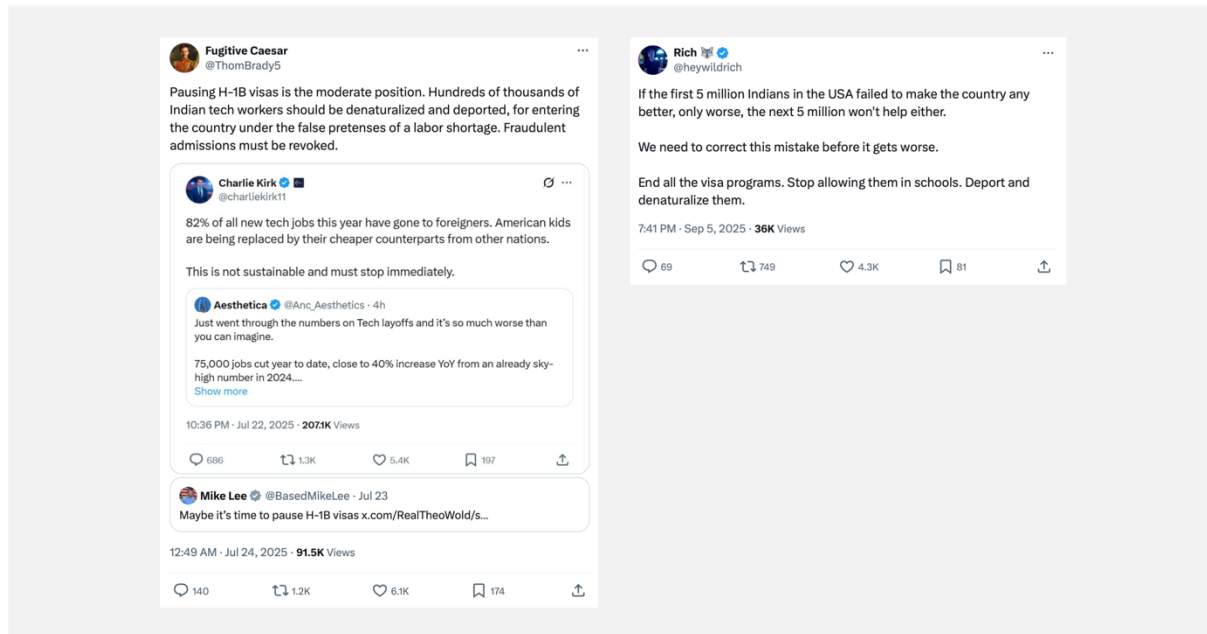 Fugitive Caesar
@ThomBrady5
Pausing H-1B visas is the moderate position. Hundreds of thousands of
Indian tech workers should be denaturalized and deported, for entering
the country under the false pretenses of a labor shortage. Fraudulent
admissions must be revoked.
Charlie Kirk
@charliekirk11
82% of all new tech jobs this year have gone to foreigners. American kids
are being replaced by their cheaper counterparts from other nations.
This is not sustainable and must stop immediately.
Aesthetica @Anc_Aesthetics · 4h
Just went through the numbers on Tech layoffs and it's so much worse than
you can imagine.
75,000 jobs cut year to date, close to 40% increase YoY from an already sky-
high number in 2024....
Show more
10:36 PM · Jul 22, 2025 · 207.1K Views
686 1.3K 5.4K 197
Mike Lee @BasedMikeLee · Jul 23
Maybe it's time to pause H-1B visas x.com/RealTheoWold/s...
12:49 AM · Jul 24, 2025 · 91.5K Views
140 1.2K 6.1K 174
Rich
@heywildrich
If the first 5 million Indians in the USA failed to make the country any
better, only worse, the next 5 million won't help either.
We need to correct this mistake before it gets worse.
End all the visa programs. Stop allowing them in schools. Deport and
denaturalize them.
7:41 PM · Sep 5, 2025 · 36K Views
69 749 4.3K 81